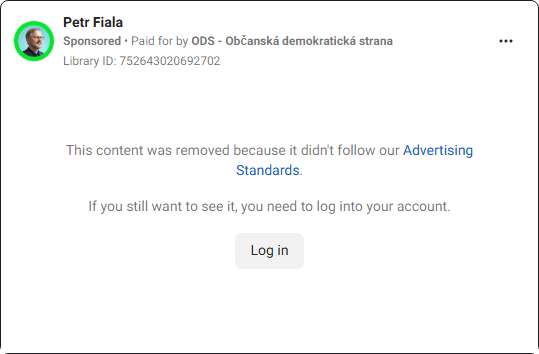 Petr Fiala
Sponsored • Paid for by ODS - Občanská demokratická strana
Library ID: 752643020692702
This content was removed because it didn't follow our Advertising
Standards.
If you still want to see it, you need to log into your account.
Log in